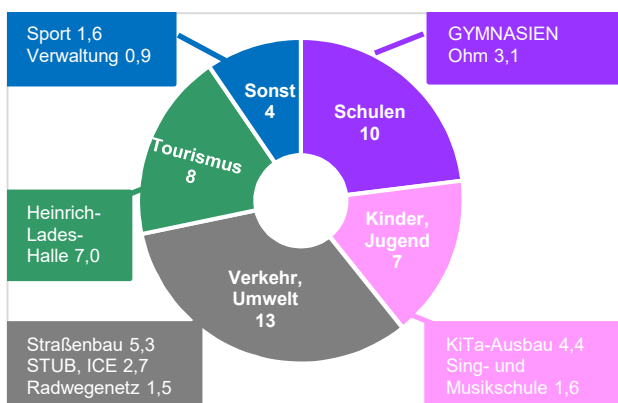 Sport 1,6
Verwaltung 0,9
GYMNASIEN
Ohm 3,1
Sonst
4
Schulen
10
Tourismus
8
Kinder,
Jugend
7
Verkehr,
Umwelt
13
Heinrich-
Lades-
Halle 7,0
Straßenbau 5,3
STUB, ICE 2,7
Radwegenetz 1,5
KiTa-Ausbau 4,4
Sing- und
Musikschule 1,6